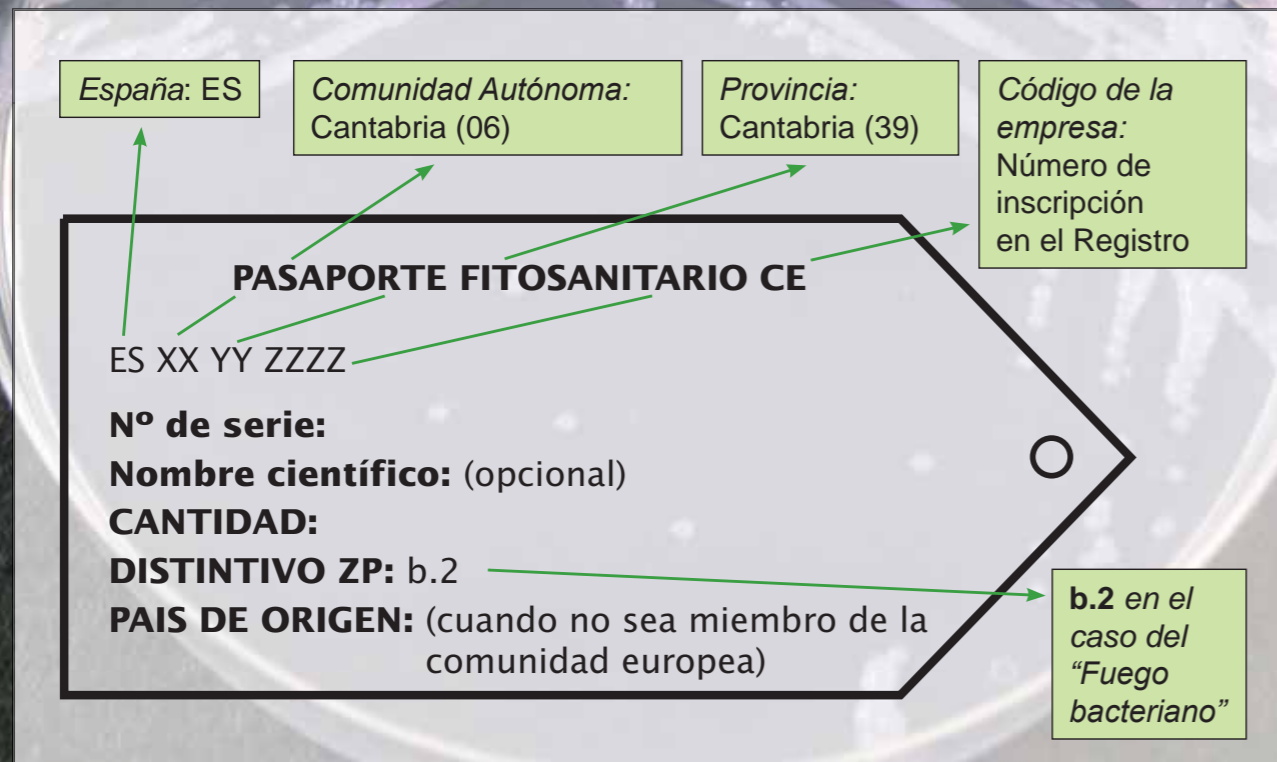 España: ES
Comunidad Autónoma:
Cantabria (06)
Provincia:
Cantabria (39)
Código de la
empresa:
Número de
inscripción
en el Registro
PASAPORTE FITOSANITARIO CE
ES XX YY ZZZZ
Nº de serie:
Nombre científico: (opcional)
CANTIDAD:
DISTINTIVO ZP: b.2
PAIS DE ORIGEN: (cuando no sea miembro de la
comunidad europea)
b.2 en el
caso del
“Fuego
bacteriano”